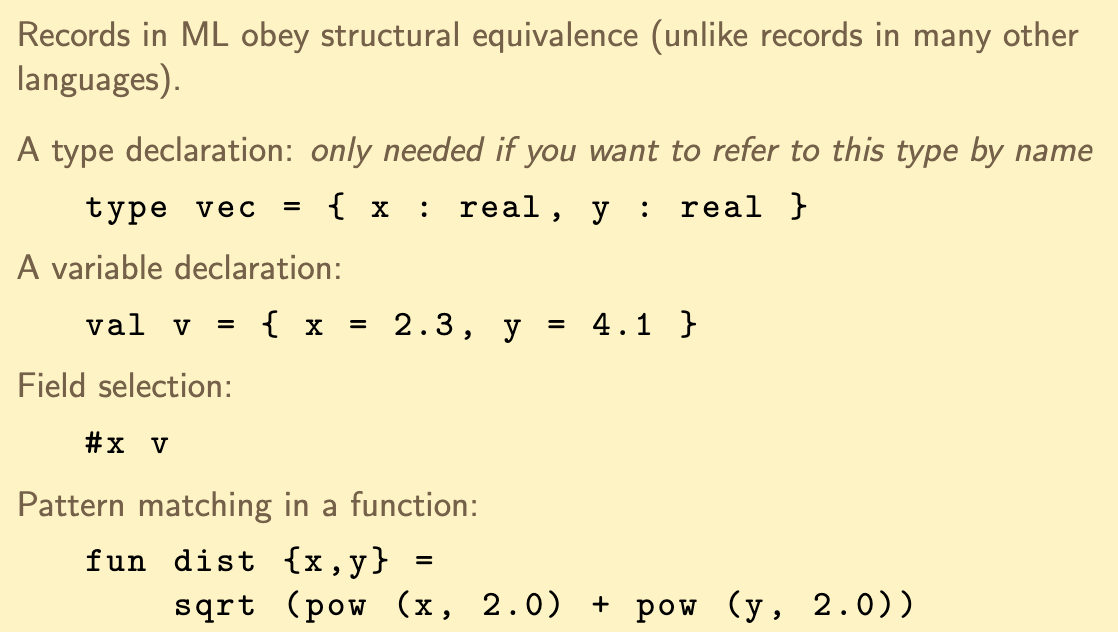 Records in ML obey structural equivalence (unlike records in many other
languages).
A type declaration: only needed if you want to refer to this type by name
type vec = { x : real, y : real }
A variable declaration:
val v = { x = 2.3, y = 4.1 }
Field selection:
#x v
Pattern matching in a function:
fun dist {x,y} =
sqrt (pow (x, 2.0) + pow (y, 2.0))